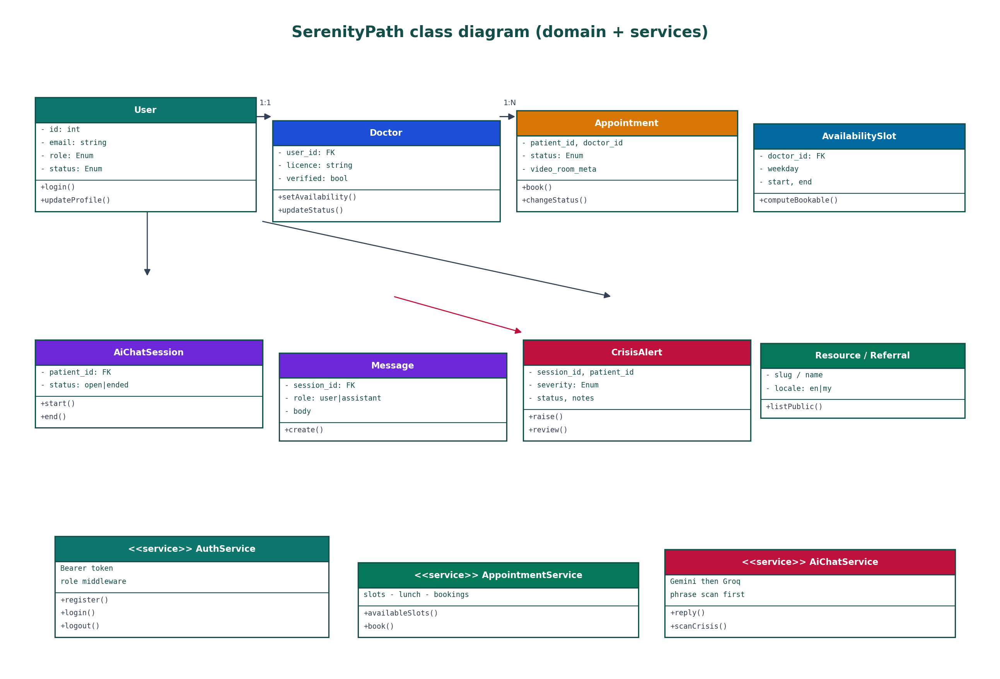 SerenityPath class diagram (domain + services)
User
- id: int
- email: string
- role: Enum
- status: Enum
+login()
+updateProfile()
1:1
Doctor
- user_id: FK
- licence: string
- verified: bool
+setAvailability()
+updateStatus()
1:N
Appointment
- patient_id, doctor_id
- status: Enum
- video_room_meta
+book()
+changeStatus()
AvailabilitySlot
- doctor_id: FK
- weekday
- start, end
+computeBookable()
AiChatSession
- patient_id: FK
- status: open|ended
+start()
+end()
Message
- session_id: FK
- role: user|assistant
- body
+create()
CrisisAlert
- session_id, patient_id
- severity: Enum
- status, notes
+raise()
+review()
Resource / Referral
- slug / name
- locale: en|my
+listPublic()
<<service>> AuthService
Bearer token
role middleware
+register()
+login()
+logout()
<<service>> AppointmentService
slots - lunch - bookings
+availableSlots()
+book()
<<service>> AiChatService
Gemini then Groq
phrase scan first
+reply()
+scanCrisis()